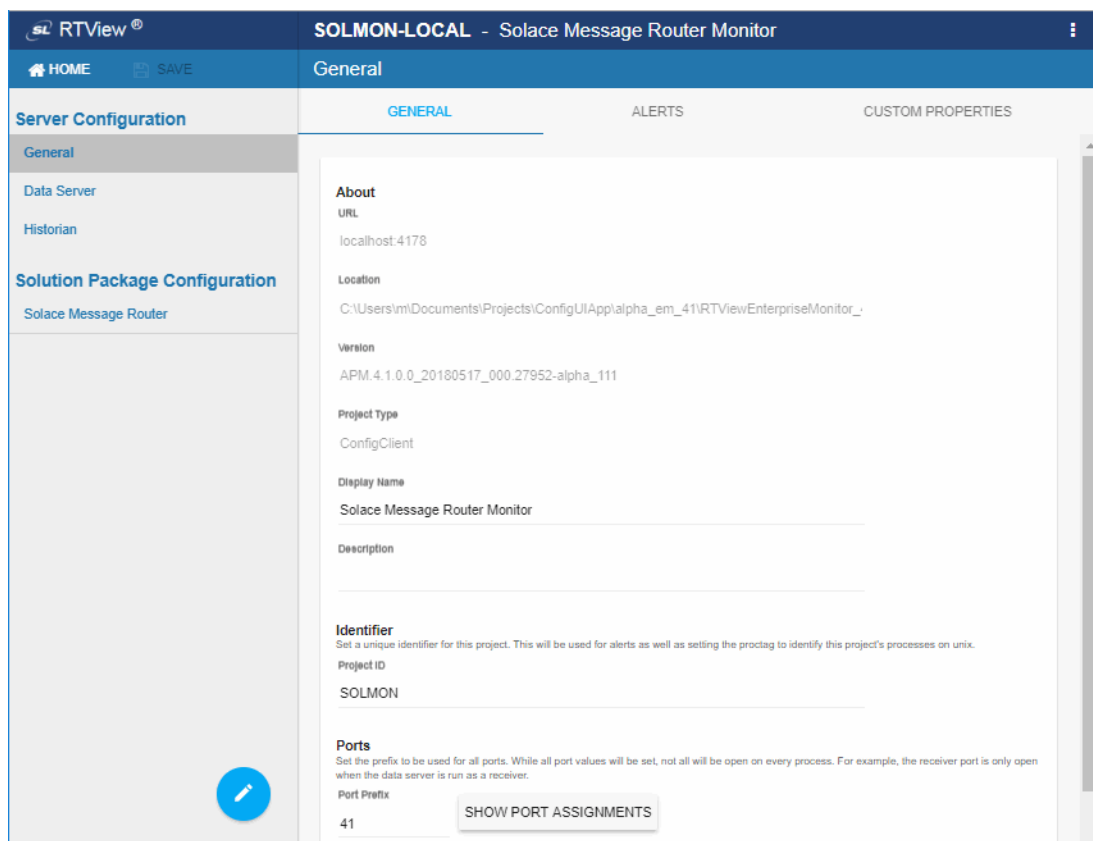 SL RTView ®
SOLMON-LOCAL - Solace Message Router Monitor
HOME
SAVE
General
Server Configuration
General
Data Server
Historian
Solution Package Configuration
Solace Message Router
GENERAL
ALERTS
CUSTOM PROPERTIES
About
URL
localhost:4178
Location
C:\Users\m\Documents\Projects\ConfigUIApp\alpha_em_41\RTViewEnterpriseMonitor_
Version
APM.4.1.0.0_20180517_000.27952-alpha_111
Project Type
ConfigClient
Display Name
Solace Message Router Monitor
Description
Identifier
Set a unique identifier for this project. This will be used for alerts as well as setting the proctag to identify this project's processes on unix.
Project ID
SOLMON
Ports
Set the prefix to be used for all ports. While all port values will be set, not all will be open on every process. For example, the receiver port is only open
when the data server is run as a receiver.
Port Prefix
41
SHOW PORT ASSIGNMENTS